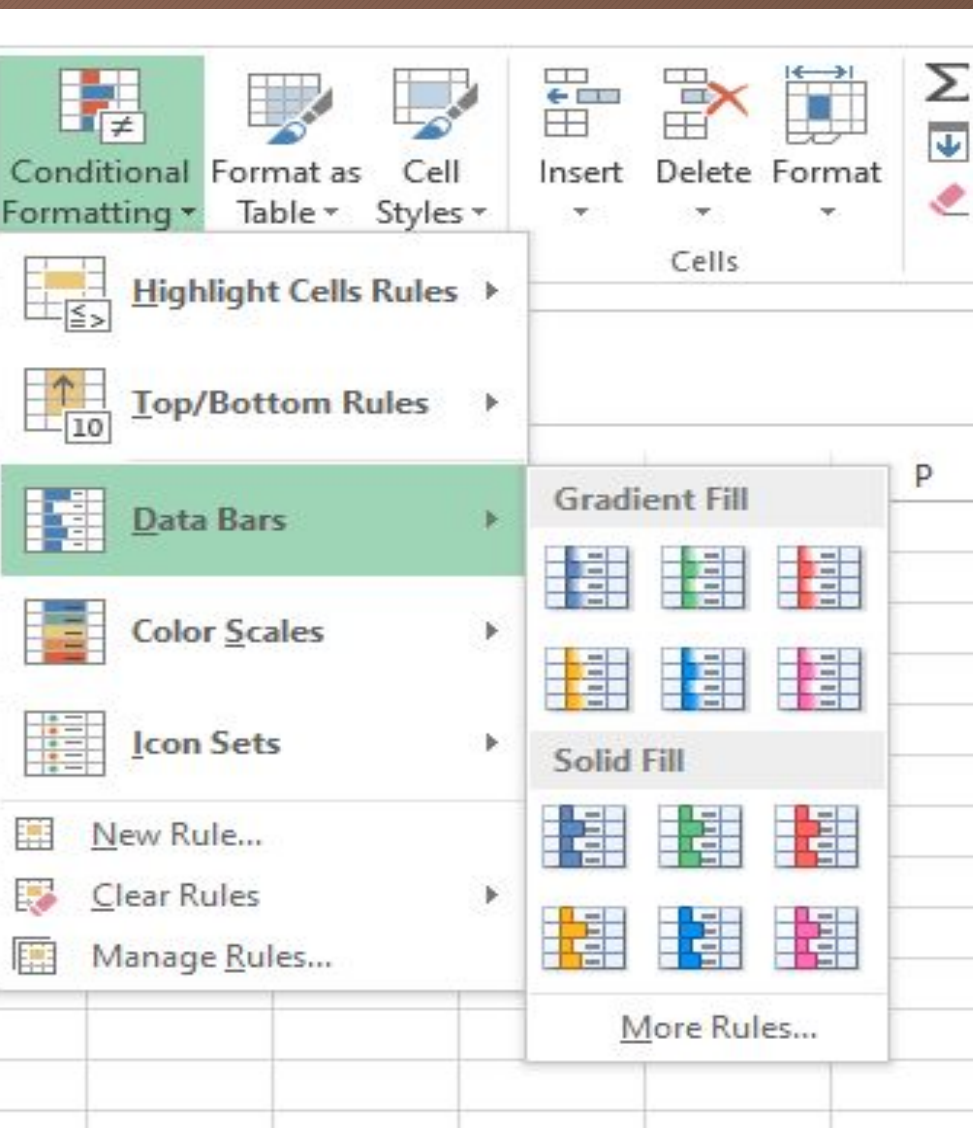 Conditional
Formatting
Format as
Table
Cell
Styles
Insert
Delete
Format
Cells
Highlight Cells Rules
Top/Bottom Rules
10
Data Bars
Color Scales
Icon Sets
New Rule...
Clear Rules
Manage Rules...
P
Gradient Fill
Solid Fill
More Rules...